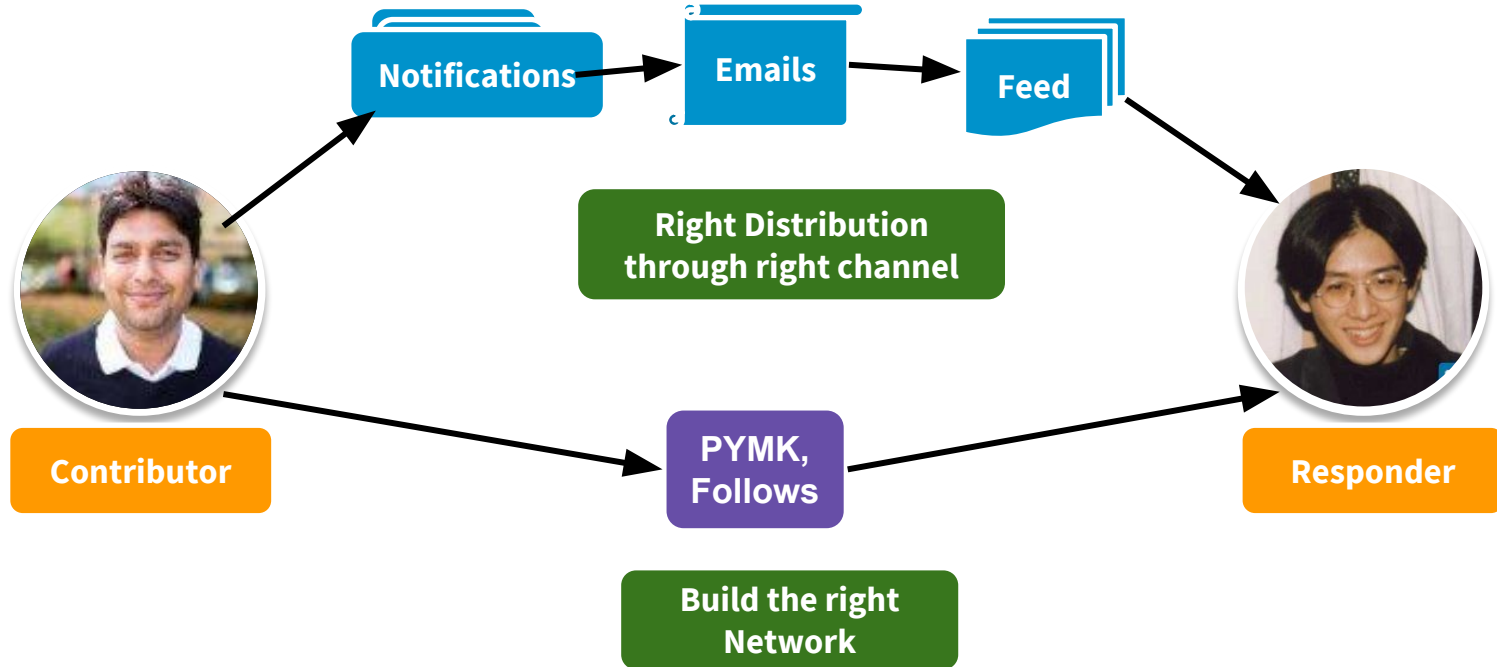 Notifications
Emails
Feed
Right Distribution
through right channel
Contributor
PYMK,
Follows
Responder
Build the right
Network